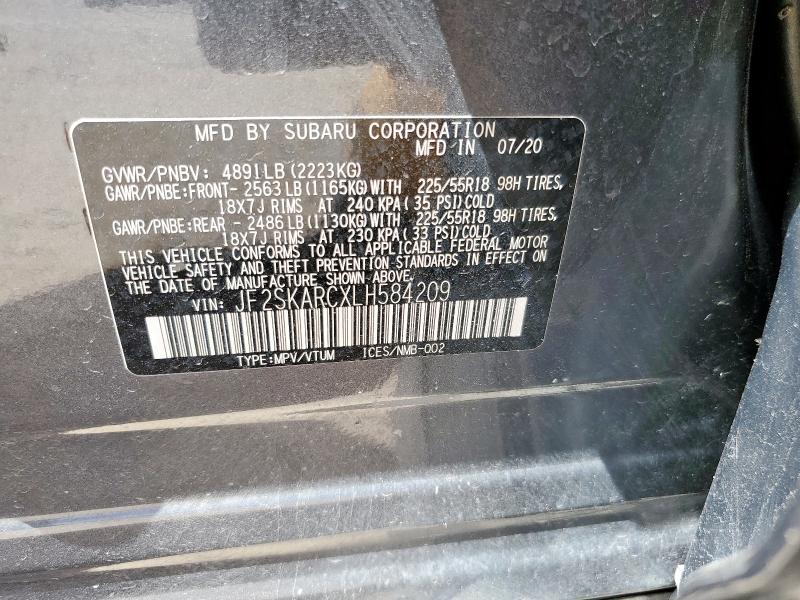 MFD BY SUBARU CORPORATION
MFD IN 07/20
GVWR/PNBV: 4891LB (2223KG)
GAWR/PNBE:FRONT- 2563 LB (1165KG) WITH 225/55R18 98H TIRES,
18X7J RIMS AT 240 KPA (35 PSI) COLD
GAWR/PNBE:REAR - 2486 LB (1130KG) WITH 225/55R18 98H TIRES,
18X7J RIMS AT 230 KPA (33 PSI) COLD
THIS VEHICLE CONFORMS TO ALL APPLICABLE FEDERAL MOTOR
VEHICLE SAFETY AND THEFT PREVENTION STANDARDS IN EFFECT ON
THE DATE OF MANUFACTURE SHOWN ABOVE.
VIN: JF2SKARCXLH584209
TYPE:MPV/VTUM ICES/NMB-002